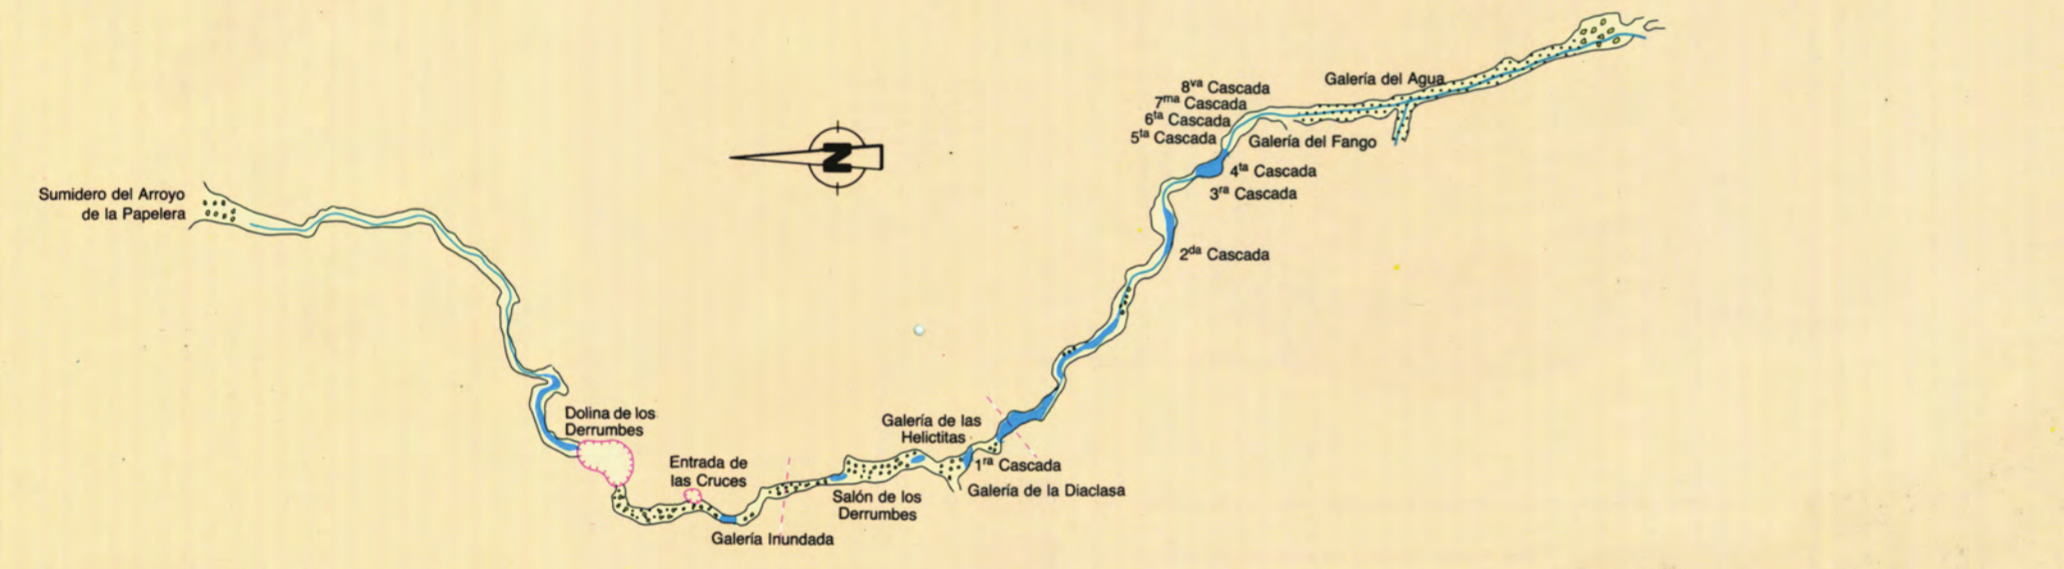 Sumidero del Arroyo
de la Papelera
N
Dolina de los
Derrumbes
Entrada de
las Cruces
Galería Inundada
Salón de los
Derrumbes
Galería de las
Helictitas
1ra Cascada
Galería de la Diaclasa
2da Cascada
3ra Cascada
4ta Cascada
5ta Cascada
6ta Cascada
7ma Cascada
8va Cascada
Galería del Fango
Galería del Agua